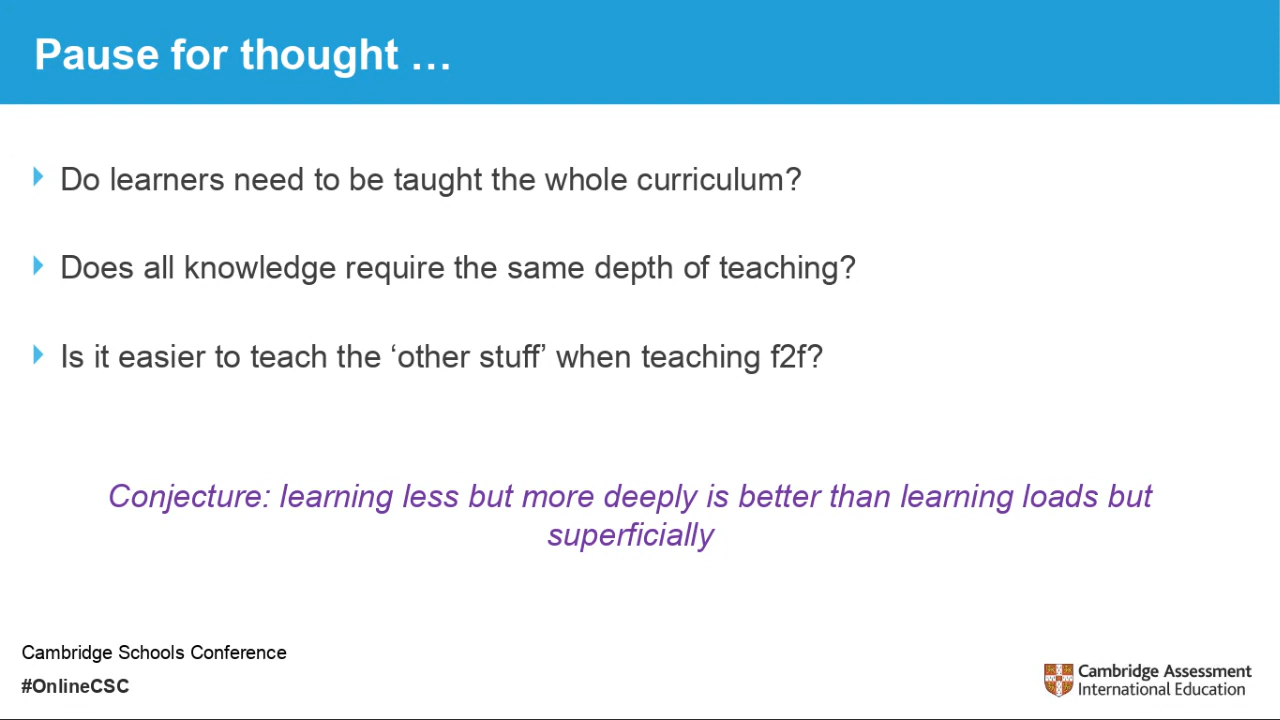 Pause for thought …
Do learners need to be taught the whole curriculum?
Does all knowledge require the same depth of teaching?
Is it easier to teach the ‘other stuff’ when teaching f2f?
Conjecture: learning less but more deeply is better than learning loads but
superficially
Cambridge Schools Conference
#OnlineCSC
Cambridge Assessment
International Education